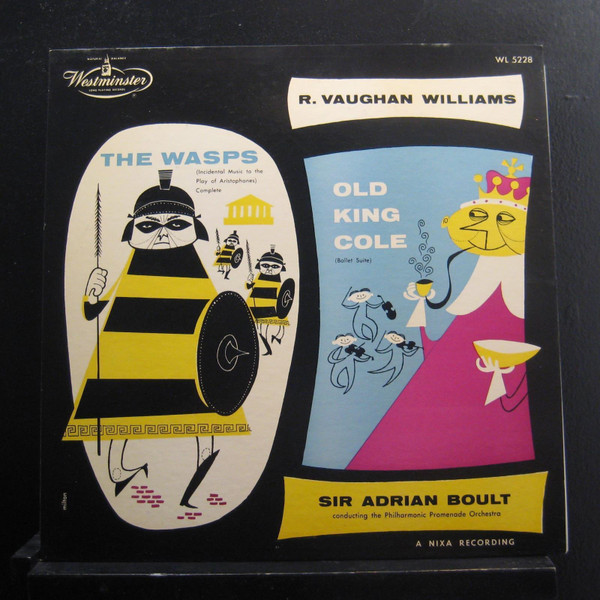 Westminster
WL 5228
R. VAUGHAN WILLIAMS
THE WASPS
(Incidental Music to the
Play of Aristophanes)
Complete
OLD
KING
COLE
(Ballet Suite)
SIR ADRIAN BOULT
conducting the Philharmonic Promenade Orchestra
A NIXA RECORDING